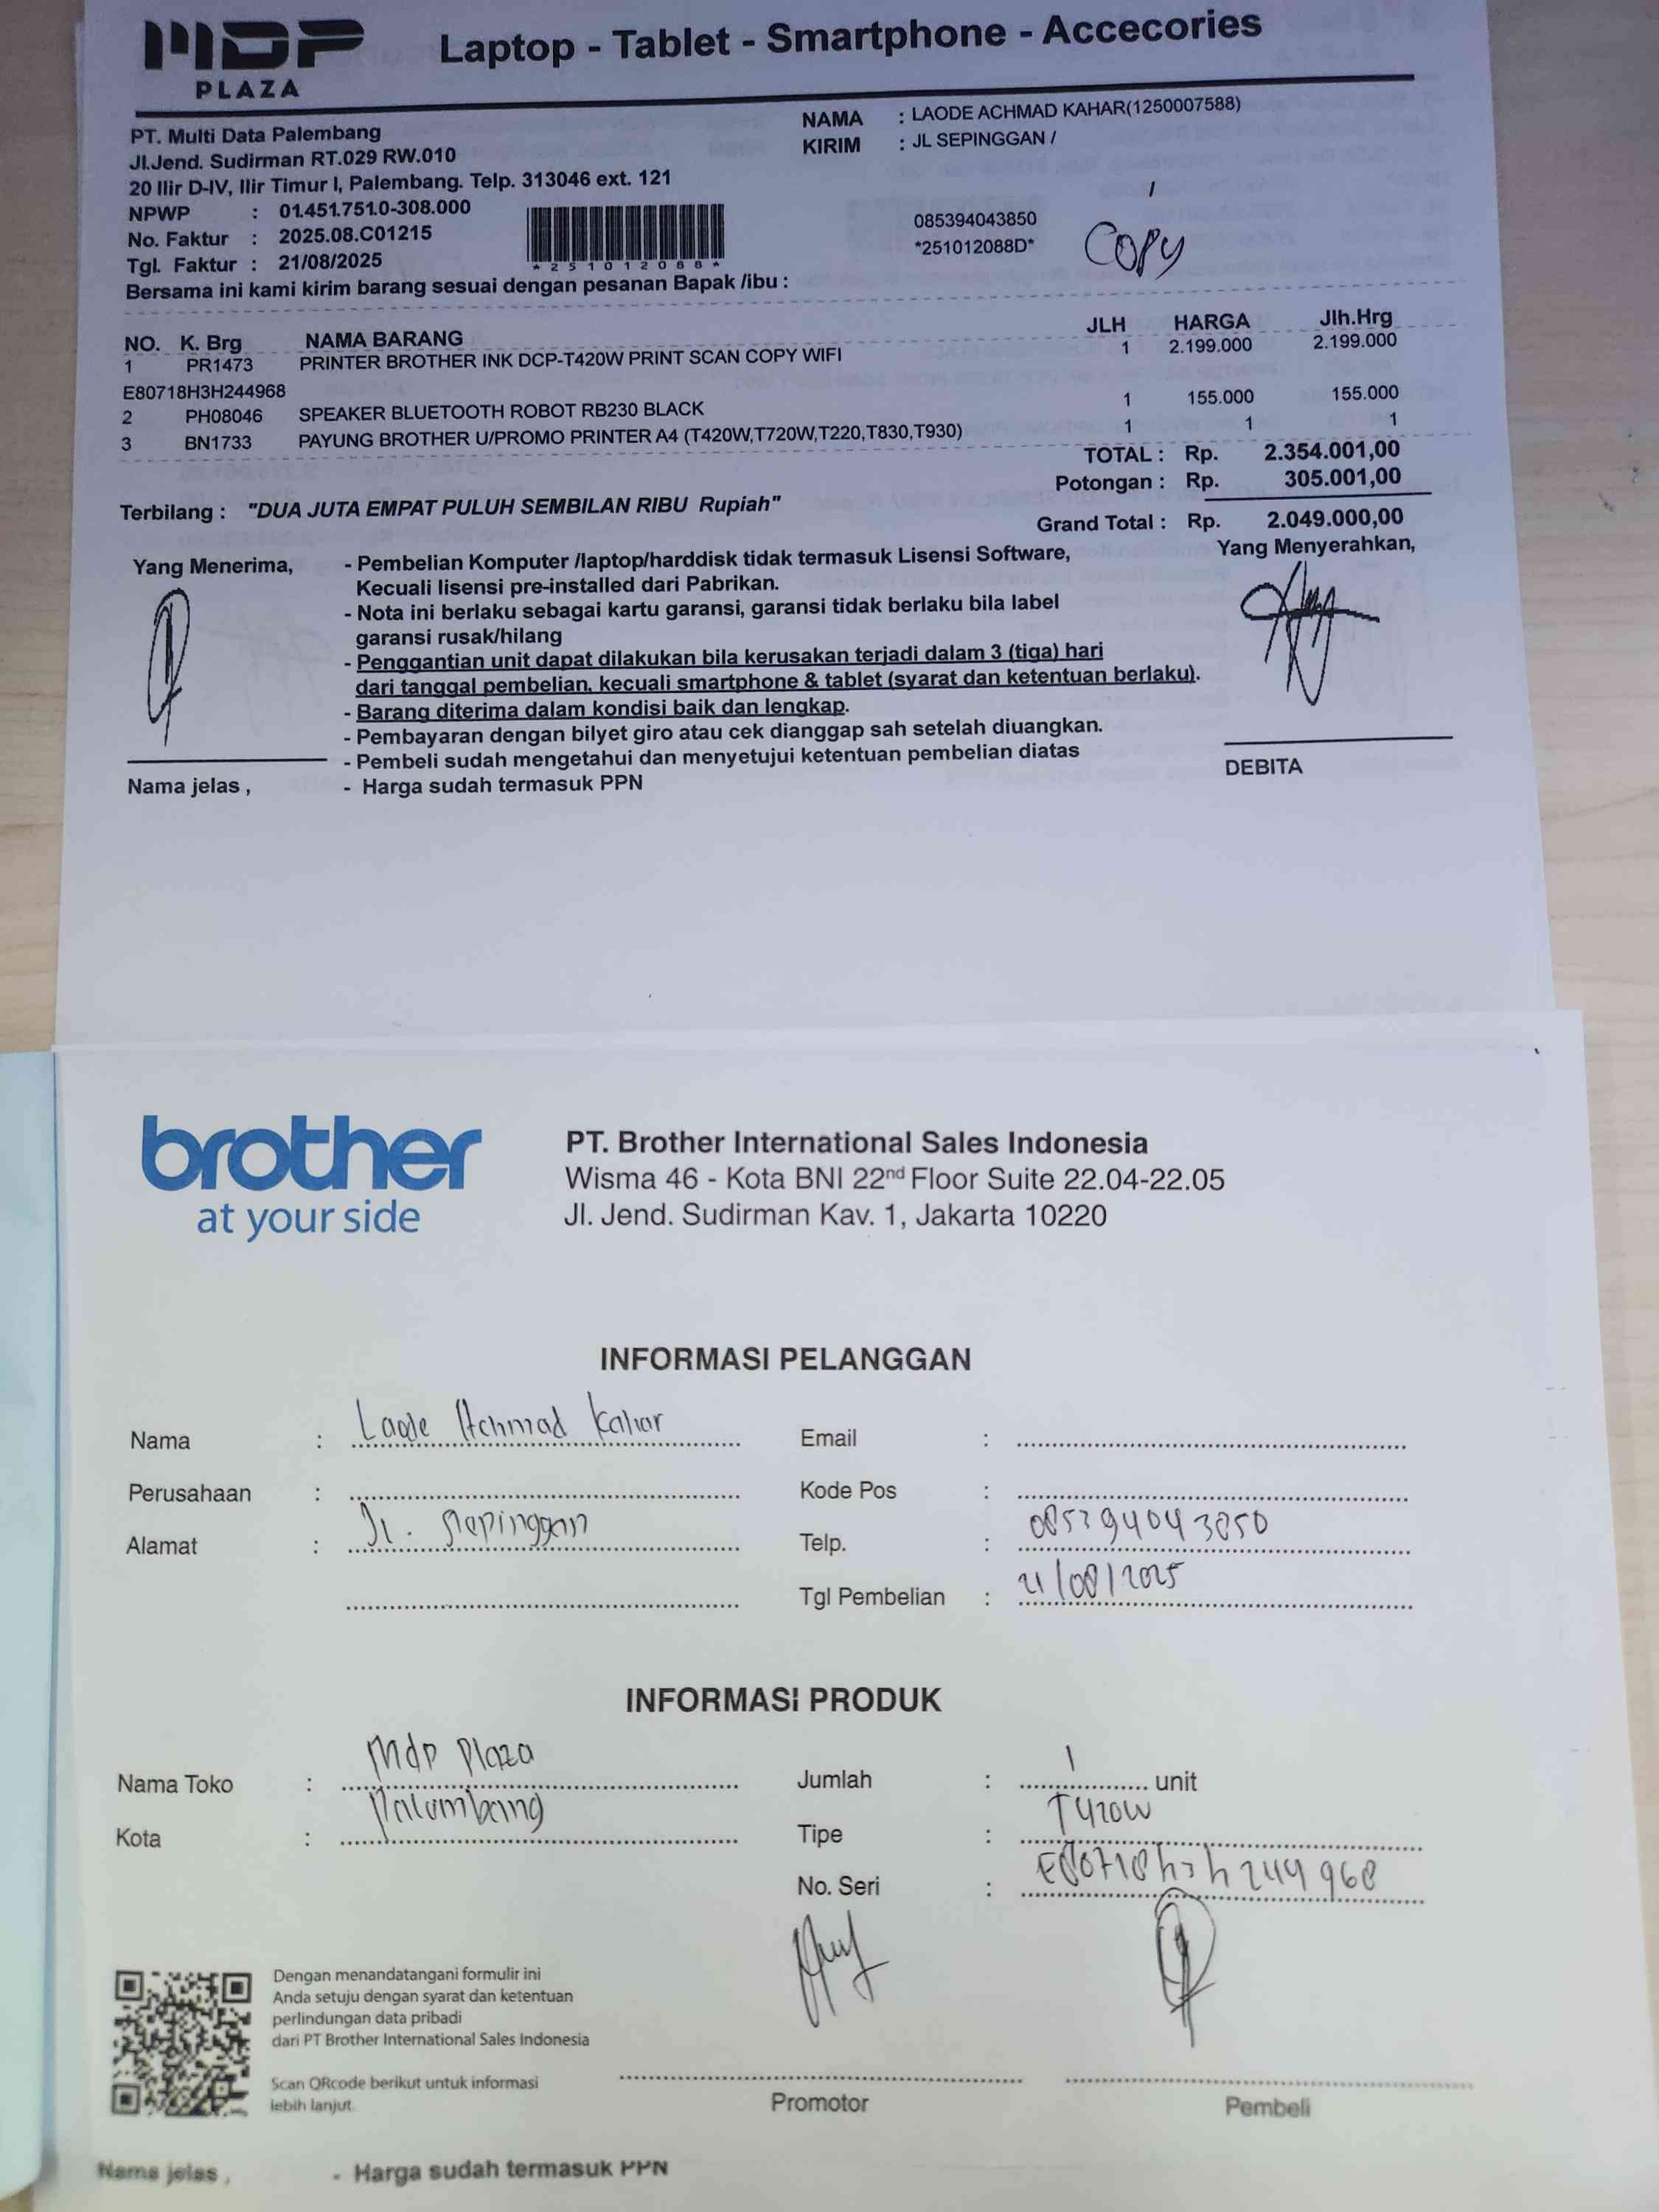 MDP
PLAZA
Laptop - Tablet - Smartphone - Accecories
PT. Multi Data Palembang
Jl.Jend. Sudirman RT.029 RW.010
20 Ilir D-IV, Ilir Timur I, Palembang. Telp. 313046 ext. 121
NPWP : 01.451.751.0-308.000
No. Faktur : 2025.08.C01215
Tgl. Faktur : 21/08/2025
*251012088*
NAMA : LAODE ACHMAD KAHAR(1250007588)
KIRIM : JL SEPINGGAN /
/
085394043850
*251012088D*
Copy
Bersama ini kami kirim barang sesuai dengan pesanan Bapak /ibu :
NO. K. Brg NAMA BARANG JLH HARGA Jlh.Hrg
1 PR1473 PRINTER BROTHER INK DCP-T420W PRINT SCAN COPY WIFI 1 2.199.000 2.199.000
E80718H3H244968
2 PH08046 SPEAKER BLUETOOTH ROBOT RB230 BLACK 1 155.000 155.000
3 BN1733 PAYUNG BROTHER U/PROMO PRINTER A4 (T420W,T720W,T220,T830,T930) 1 1 1
TOTAL : Rp. 2.354.001,00
Potongan : Rp. 305.001,00
Terbilang : "DUA JUTA EMPAT PULUH SEMBILAN RIBU Rupiah"
Grand Total : Rp. 2.049.000,00
Yang Menerima,
- Pembelian Komputer /laptop/harddisk tidak termasuk Lisensi Software,
Kecuali lisensi pre-installed dari Pabrikan.
- Nota ini berlaku sebagai kartu garansi, garansi tidak berlaku bila label
garansi rusak/hilang
- Penggantian unit dapat dilakukan bila kerusakan terjadi dalam 3 (tiga) hari
dari tanggal pembelian, kecuali smartphone & tablet (syarat dan ketentuan berlaku).
- Barang diterima dalam kondisi baik dan lengkap.
- Pembayaran dengan bilyet giro atau cek dianggap sah setelah diuangkan.
- Pembeli sudah mengetahui dan menyetujui ketentuan pembelian diatas
- Harga sudah termasuk PPN
Nama jelas ,
Yang Menyerahkan,
DEBITA
brother
at your side
PT. Brother International Sales Indonesia
Wisma 46 - Kota BNI 22nd Floor Suite 22.04-22.05
Jl. Jend. Sudirman Kav. 1, Jakarta 10220
INFORMASI PELANGGAN
Nama : Laode Achmad Kahar
Perusahaan :
Alamat : Jl. Sepinggan
Email :
Kode Pos :
Telp. : 085394043850
Tgl Pembelian : 21/08/2025
INFORMASI PRODUK
Nama Toko : Mdp Plaza
Kota : Palembang
Jumlah : 1 unit
Tipe : T420W
No. Seri : E80718h3h244968
Dengan menandatangani formulir ini
Anda setuju dengan syarat dan ketentuan
perlindungan data pribadi
dari PT Brother International Sales Indonesia
Scan QRcode berikut untuk informasi
lebih lanjut.
Promotor
Pembeli
Nama jelas ,
- Harga sudah termasuk PPN